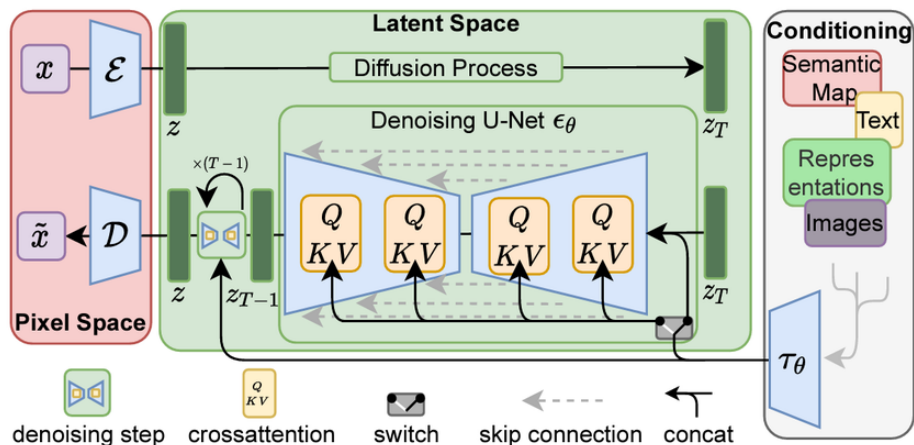 Latent Space
Conditioning
x
ℰ
z
Diffusion Process
z_T
Semantic
Map
Text
Repres
entations
Images
Denoising U-Net ϵ_θ
×(T−1)
x̃
𝒟
z
z_{T−1}
Q
KV
Q
KV
Q
KV
Q
KV
z_T
Pixel Space
τ_θ
denoising step
Q
KV
crossattention
switch
skip connection
concat